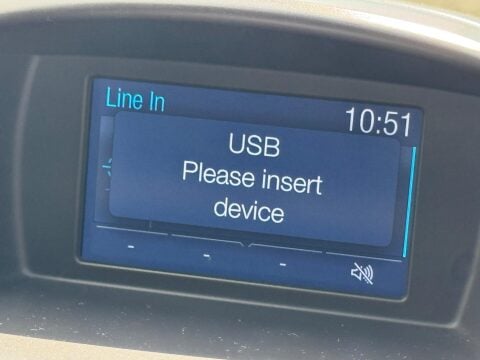 Line In
10:51
USB
Please insert
device